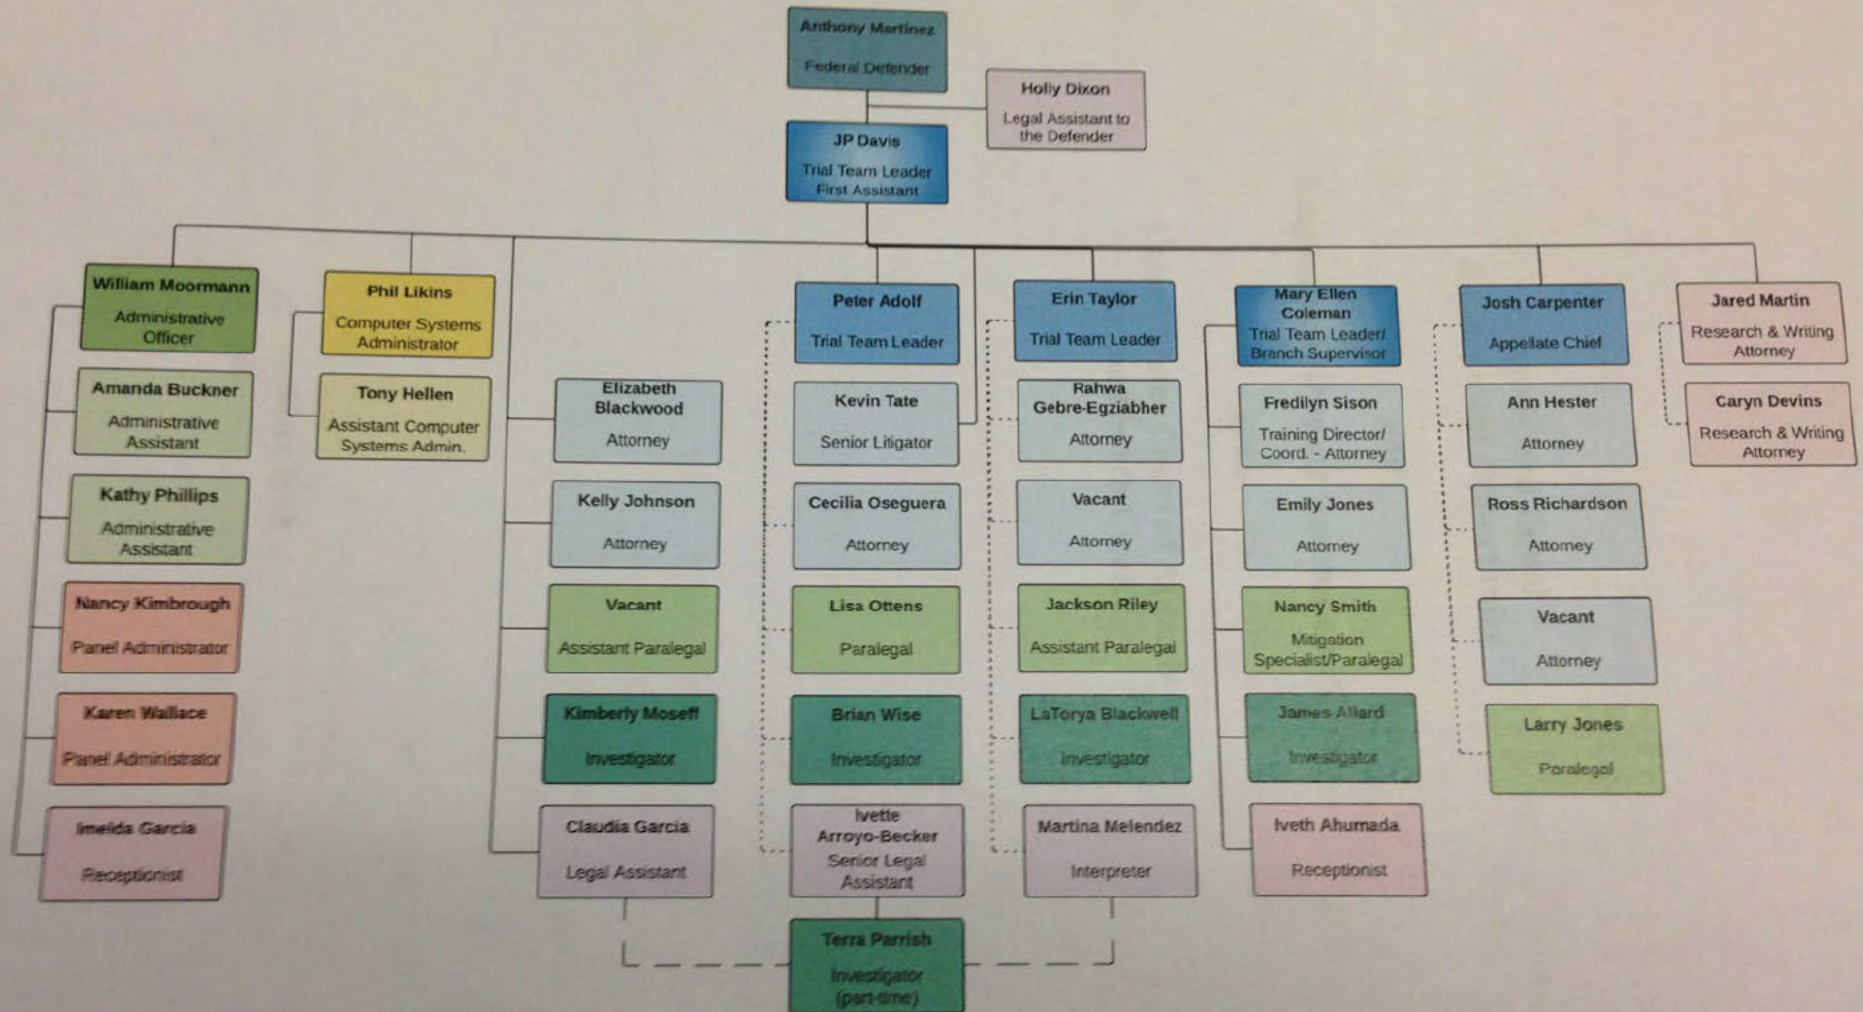 Anthony Martinez
Federal Defender
Holly Dixon
Legal Assistant to
the Defender
JP Davis
Trial Team Leader
First Assistant
William Moormann
Administrative
Officer
Amanda Buckner
Administrative
Assistant
Kathy Phillips
Administrative
Assistant
Nancy Kimbrough
Panel Administrator
Karen Wallace
Panel Administrator
Imelda Garcia
Receptionist
Phil Likins
Computer Systems
Administrator
Tony Hellen
Assistant Computer
Systems Admin.
Elizabeth
Blackwood
Attorney
Kelly Johnson
Attorney
Vacant
Assistant Paralegal
Kimberly Moseff
Investigator
Claudia Garcia
Legal Assistant
Peter Adolf
Trial Team Leader
Kevin Tate
Senior Litigator
Cecilia Oseguera
Attorney
Lisa Ottens
Paralegal
Brian Wise
Investigator
Ivette
Arroyo-Becker
Senior Legal
Assistant
Terra Parrish
Investigator
(part-time)
Erin Taylor
Trial Team Leader
Rahwa
Gebre-Egziabher
Attorney
Vacant
Attorney
Jackson Riley
Assistant Paralegal
LaTorya Blackwell
Investigator
Martina Melendez
Interpreter
Mary Ellen
Coleman
Trial Team Leader/
Branch Supervisor
Fredilyn Sison
Training Director/
Coord. - Attorney
Emily Jones
Attorney
Nancy Smith
Mitigation
Specialist/Paralegal
James Allard
Investigator
Iveth Ahumada
Receptionist
Josh Carpenter
Appellate Chief
Ann Hester
Attorney
Ross Richardson
Attorney
Vacant
Attorney
Larry Jones
Paralegal
Jared Martin
Research & Writing
Attorney
Caryn Devins
Research & Writing
Attorney